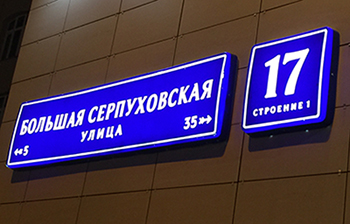 БОЛЬШАЯ СЕРПУХОВСКАЯ
УЛИЦА
←5 35→
17
СТРОЕНИЕ 1